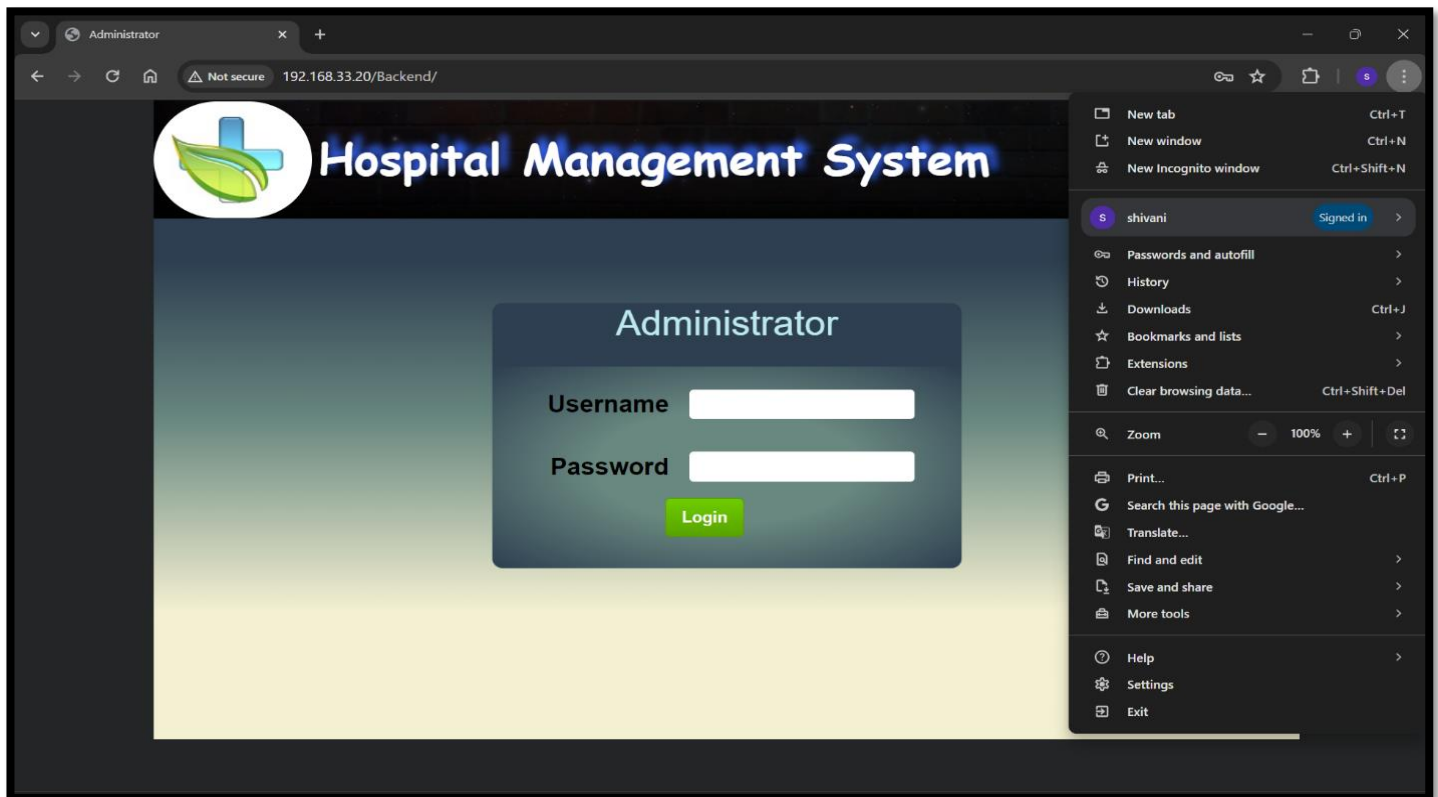 Administrator
Not secure 192.168.33.20/Backend/
S
Hospital Management System
Administrator
Username
Password
Login
New tab Ctrl+T
New window Ctrl+N
New Incognito window Ctrl+Shift+N
S shivani Signed in
Passwords and autofill
History
Downloads Ctrl+J
Bookmarks and lists
Extensions
Clear browsing data... Ctrl+Shift+Del
Zoom − 100% +
Print... Ctrl+P
G Search this page with Google...
Translate...
Find and edit
Save and share
More tools
Help
Settings
Exit